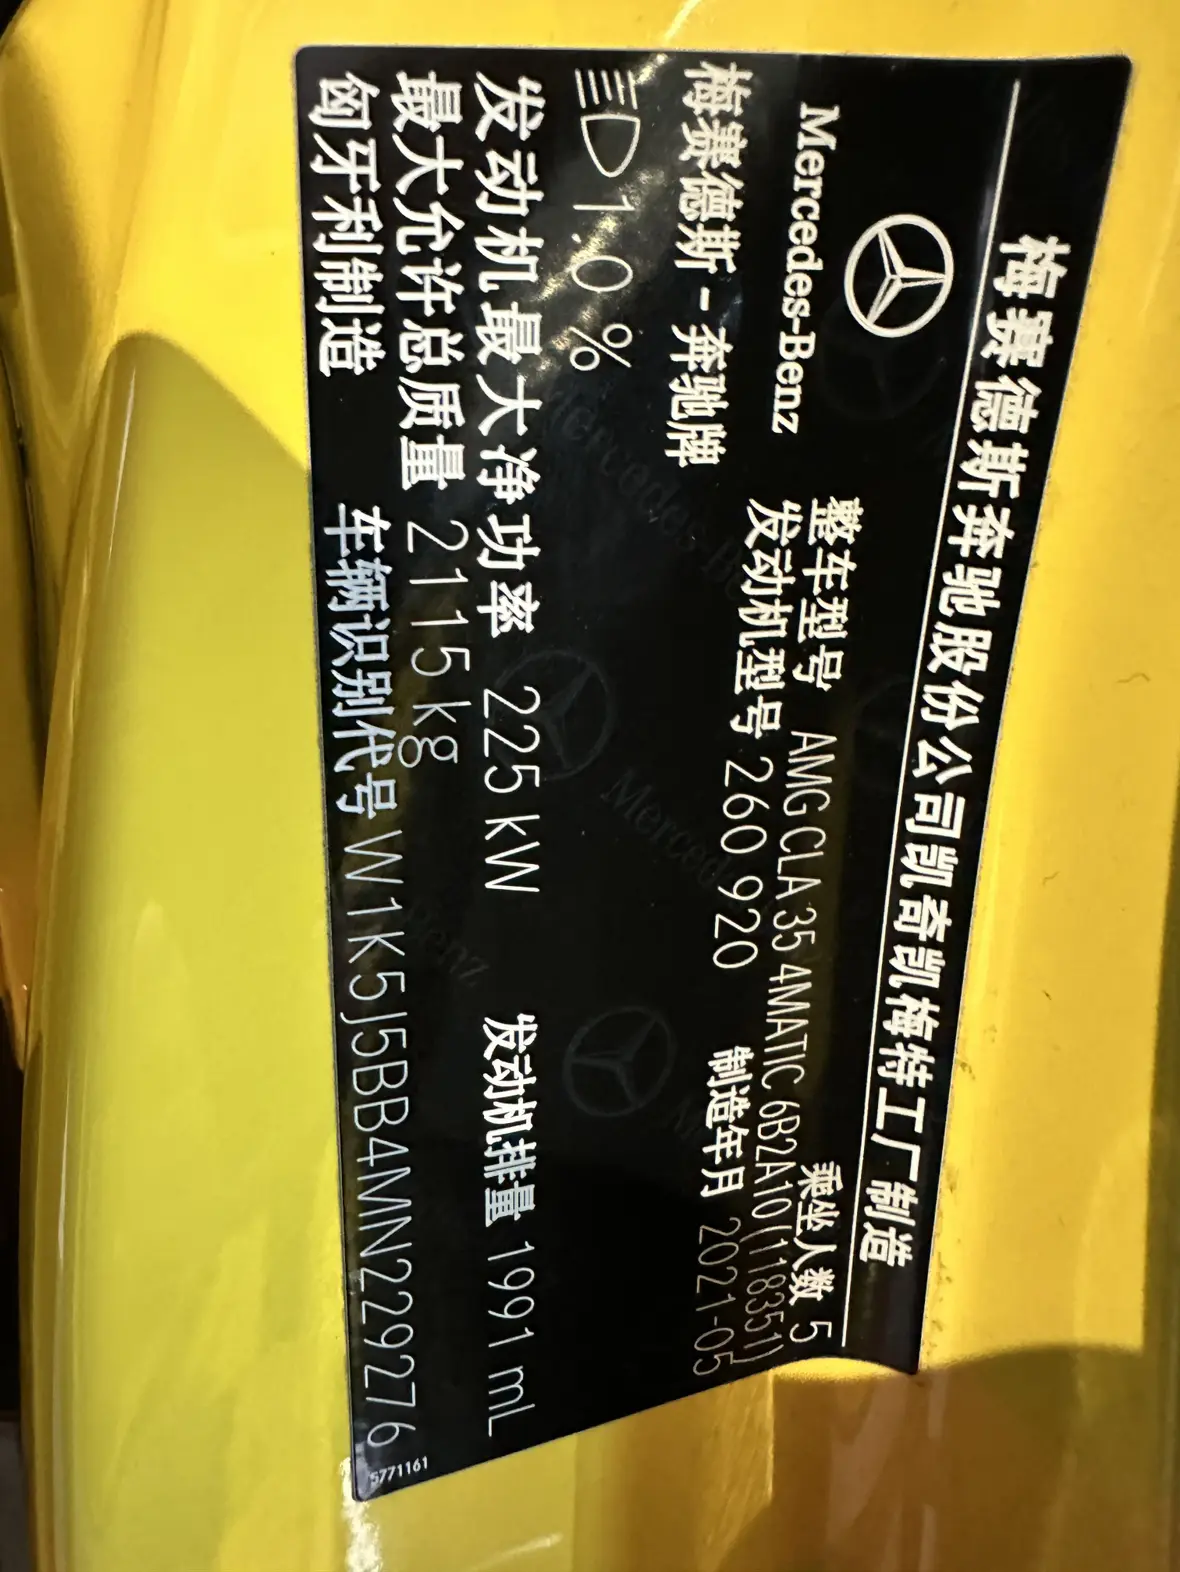 梅赛德斯奔驰股份公司凯奇凯梅特工厂制造
Mercedes-Benz
整车型号 AMG CLA 35 4MATIC 6B2A10(118351)
乘坐人数 5
梅赛德斯-奔驰牌
发动机型号 260 920
制造年月 2021-05
1.0%
发动机最大净功率 225 kW
发动机排量 1991 mL
最大允许总质量 2115kg
匈牙利制造
车辆识别代号 W1K5J5BB4MN229276
5771161